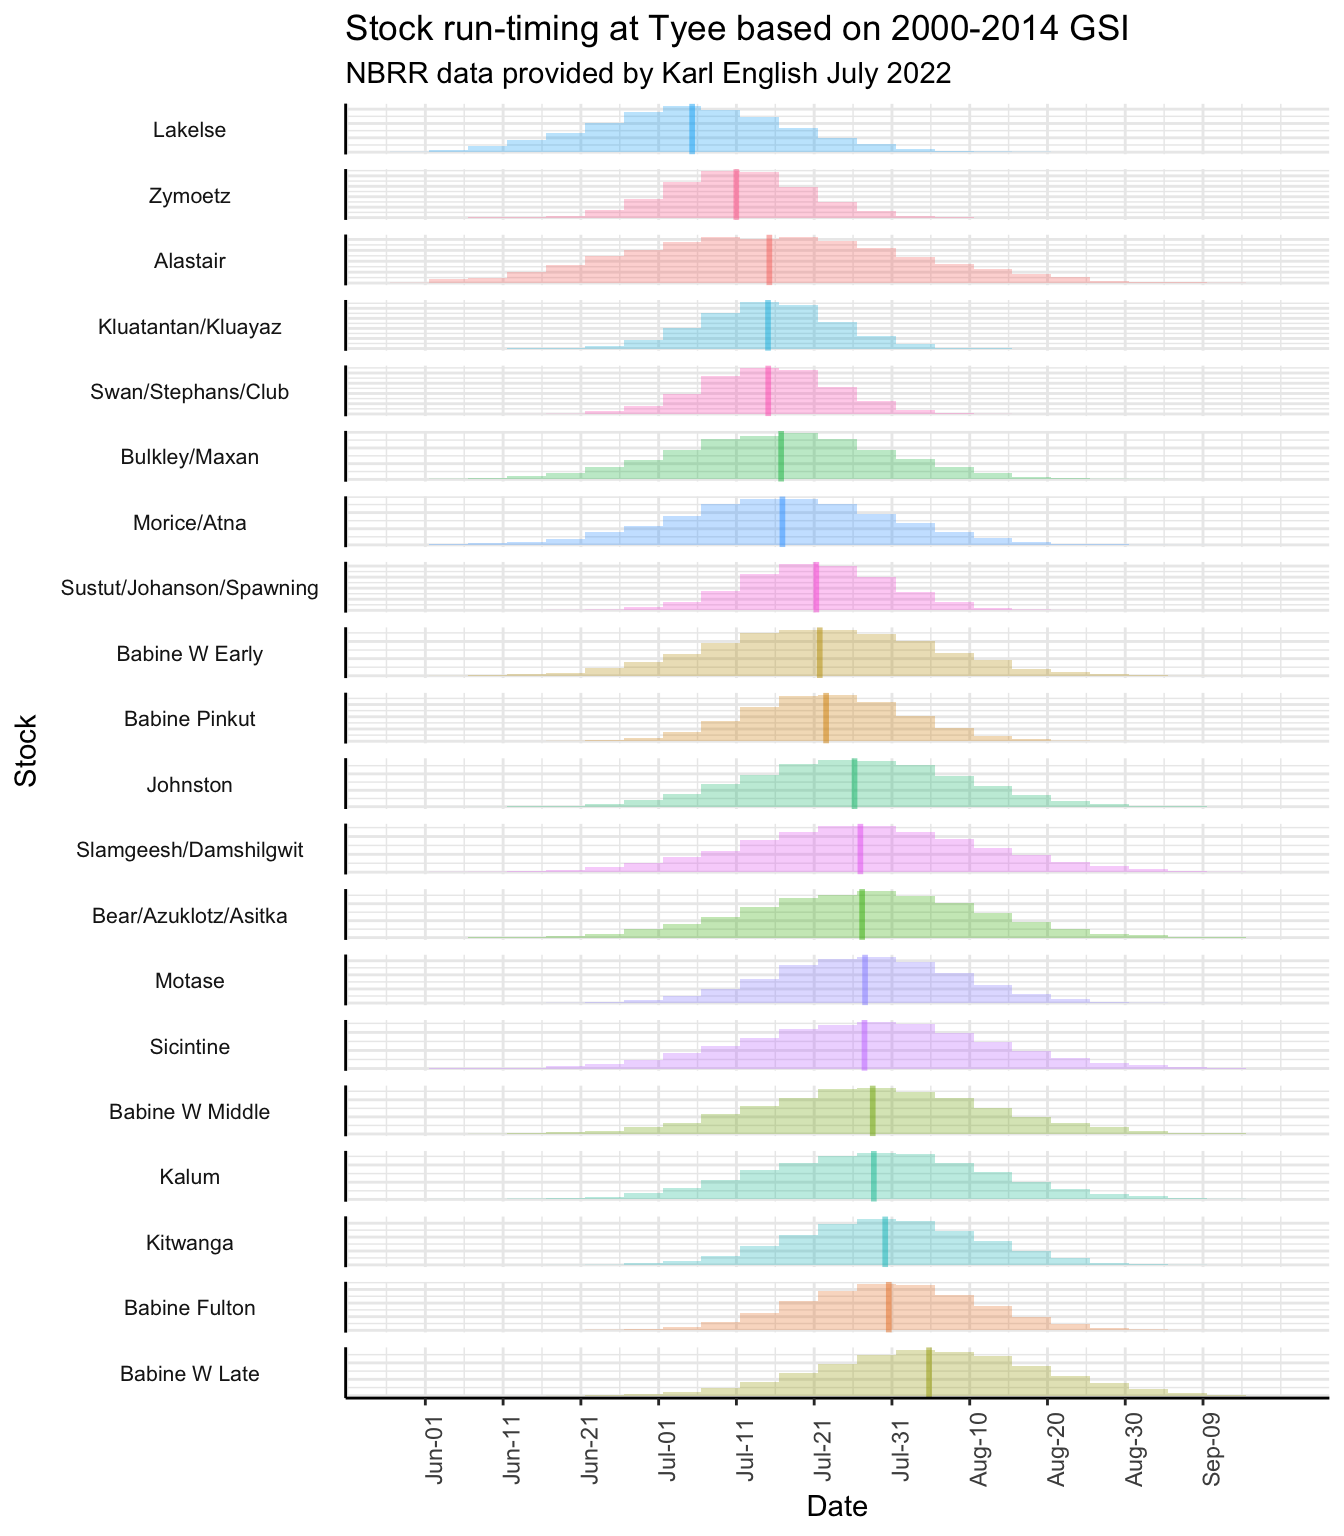 Stock run-timing at Tyee based on 2000-2014 GSI
NBRR data provided by Karl English July 2022
Lakelse
Zymoetz
Alastair
Kluatantan/Kluayaz
Swan/Stephans/Club
Bulkley/Maxan
Morice/Atna
Sustut/Johanson/Spawning
Babine W Early
Babine Pinkut
Johnston
Slamgeesh/Damshilgwit
Bear/Azuklotz/Asitka
Motase
Sicintine
Babine W Middle
Kalum
Kitwanga
Babine Fulton
Babine W Late
Stock
Jun-01
Jun-11
Jun-21
Jul-01
Jul-11
Jul-21
Jul-31
Aug-10
Aug-20
Aug-30
Sep-09
Date